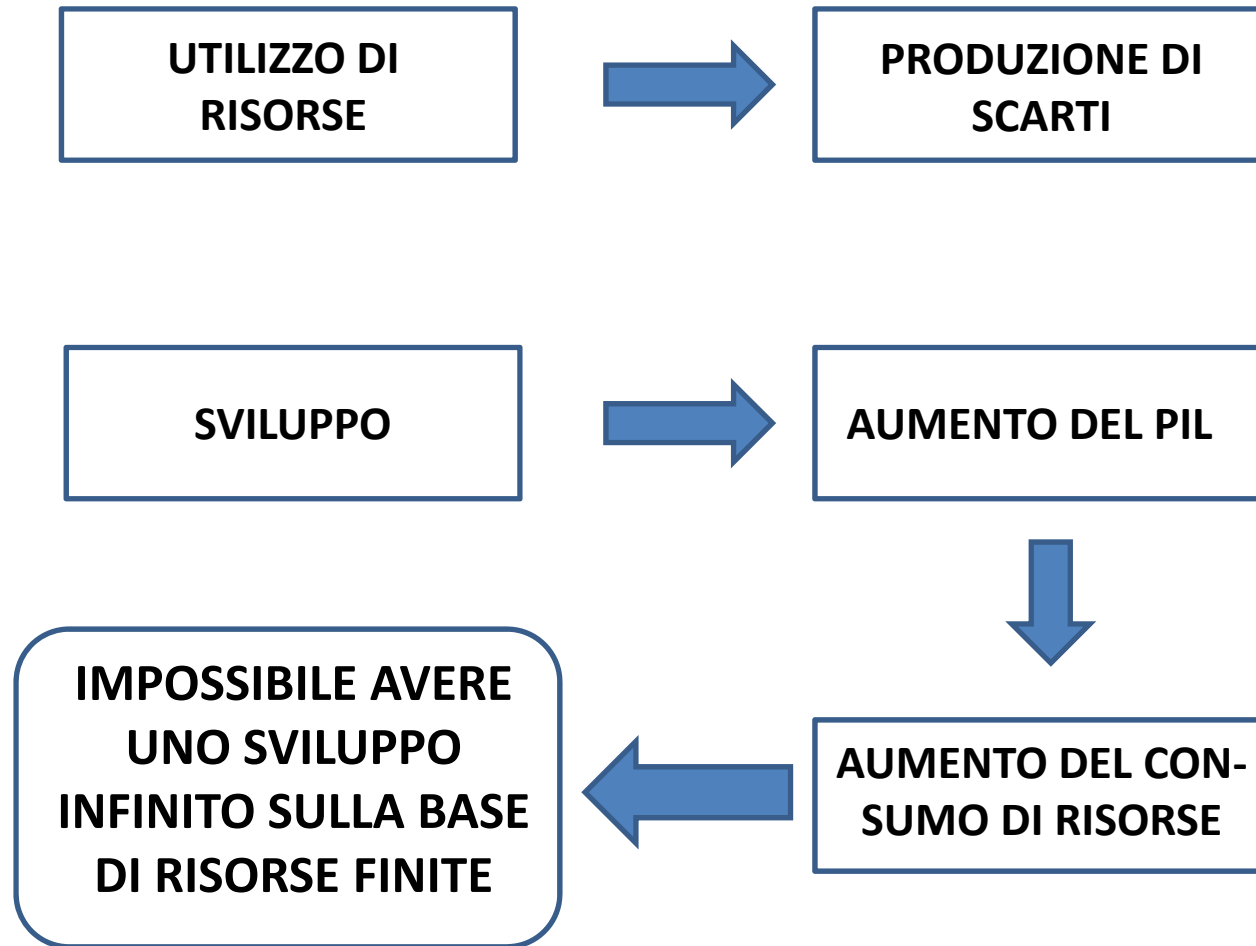 UTILIZZO DI
RISORSE
PRODUZIONE DI
SCARTI
SVILUPPO
AUMENTO DEL PIL
AUMENTO DEL CON-
SUMO DI RISORSE
IMPOSSIBILE AVERE
UNO SVILUPPO
INFINITO SULLA BASE
DI RISORSE FINITE